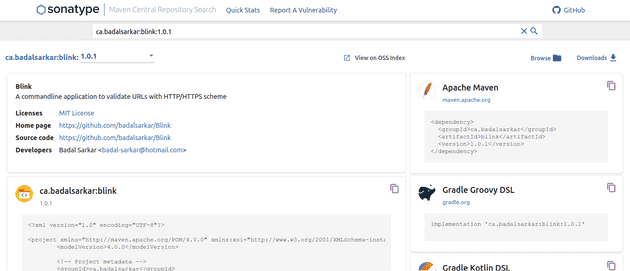 sonatype Maven Central Repository Search Quick Stats Report A Vulnerability GitHub
ca.badalsarkar:blink:1.0.1
ca.badalsarkar:blink: 1.0.1 View on OSS Index Browse Downloads
Blink
A commandline application to validate URLs with HTTP/HTTPS scheme
Licenses MIT License
Home page https://github.com/badalsarkar/Blink
Source code https://github.com/badalsarkar/Blink
Developers Badal Sarkar <badal-sarkar@hotmail.com>
ca.badalsarkar:blink
1.0.1
<?xml version="1.0" encoding="UTF-8"?>
<project xmlns="http://maven.apache.org/POM/4.0.0" xmlns:xsi="http://www.w3.org/2001/XMLSchema-inst
<modelVersion>4.0.0</modelVersion>
<!-- Project metadata -->
<groupId>ca.badalsarkar</groupId>
Apache Maven
maven.apache.org
<dependency>
<groupId>ca.badalsarkar</groupId>
<artifactId>blink</artifactId>
<version>1.0.1</version>
</dependency>
Gradle Groovy DSL
gradle.org
implementation 'ca.badalsarkar:blink:1.0.1'
Gradle Kotlin DSL